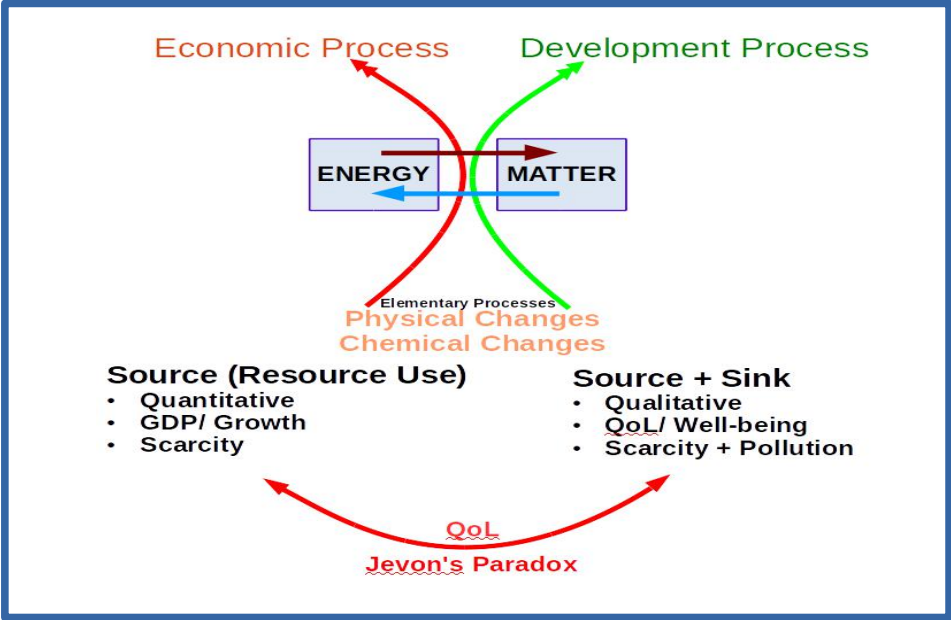 Economic Process
Development Process
ENERGY
MATTER
Elementary Processes
Physical Changes
Chemical Changes
Source (Resource Use)
• Quantitative
• GDP/ Growth
• Scarcity
Source + Sink
• Qualitative
• QoL/ Well-being
• Scarcity + Pollution
QoL
Jevon's Paradox